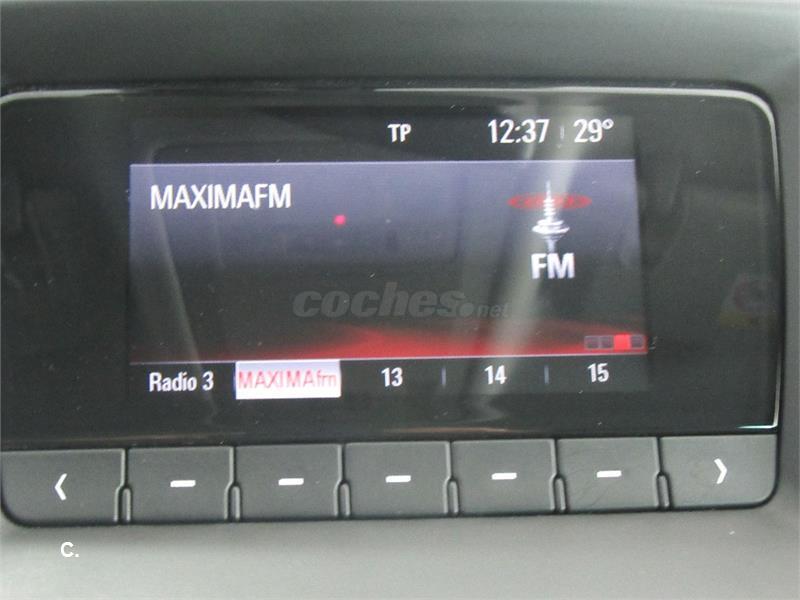 TP 12:37 29°
MAXIMAFM
FM
coches.net
Radio 3 MAXIMAfm 13 14 15
C.